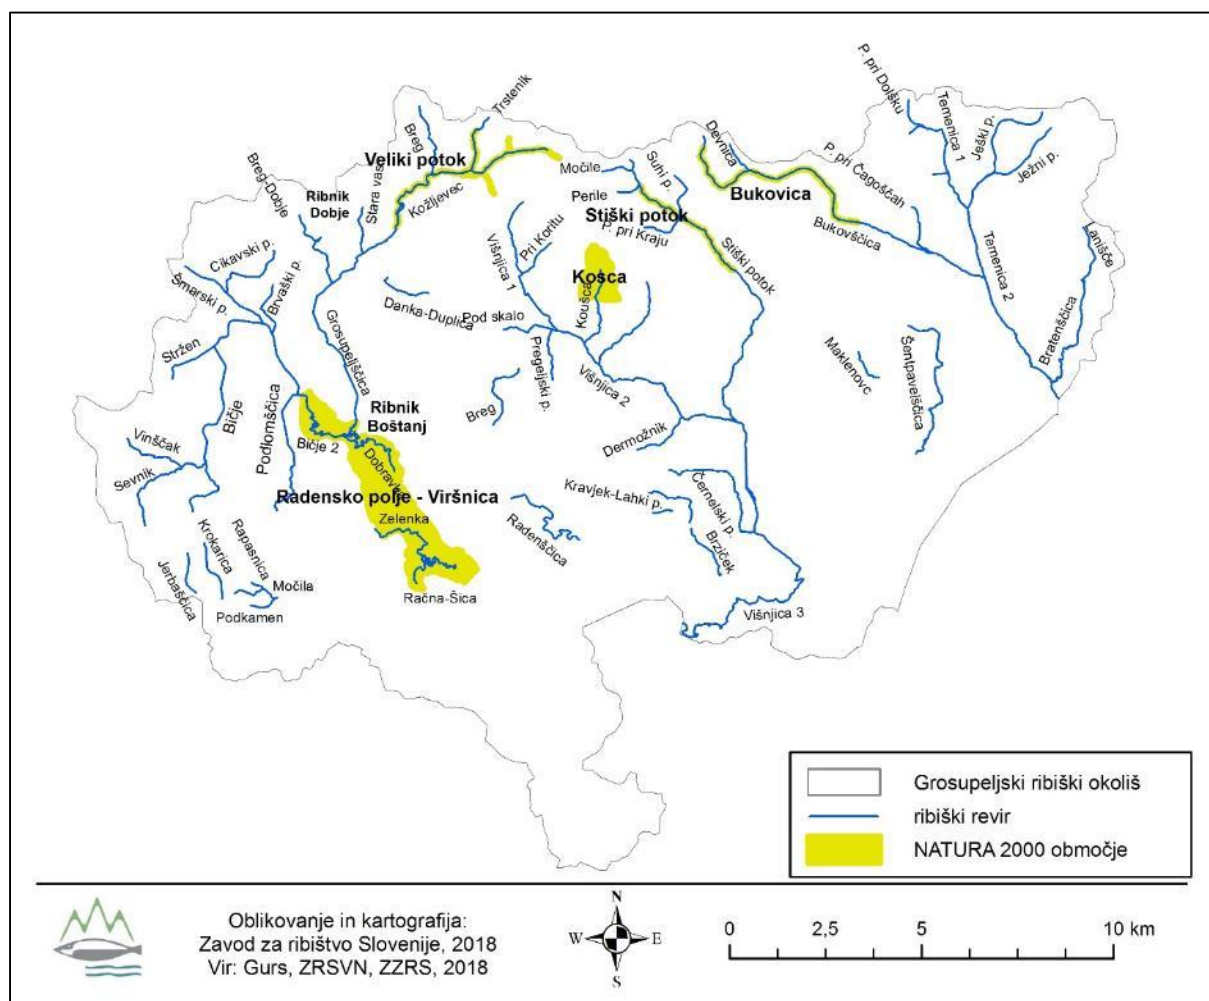 P. pri Dolšku
Trstenik
Temenica 1
Ješki p.
Breg
Devnica
Veliki potok
P. pri Čagoščah
Ježni p.
Močile
Suhi p.
Breg-Dobje
Ribnik
Dobje
Stara vas
Kožljevec
Perile
Bukovica
Stiški potok
P. pri Kraju
Bukovščica
Lanišče
Cikavski p.
Višnjica 1
Pri Koritu
Stiški potok
Temenica 2
Šmarski p.
Brvaški p.
Košca
Danka-Duplica
Pod skalo
Koušca
Grosupeljščica
Stržen
Pregeljski p.
Maklenovc
Šentpavelščica
Bratenščica
Višnjica 2
Bičje
Podlomščica
Ribnik
Boštanj
Breg
Vinščak
Bičje 2
Dermožnik
Sevnik
Dobravka
Radensko polje - Viršnica
Kravjek-Lahki p.
Črnelski p.
Zelenka
Radenščica
Krokarica
Rapasnica
Brziček
Jerbaščica
Močila
Račna-Šica
Podkamen
Višnjica 3
Grosupeljski ribiški okoliš
ribiški revir
NATURA 2000 območje
Oblikovanje in kartografija:
Zavod za ribištvo Slovenije, 2018
Vir: Gurs, ZRSVN, ZZRS, 2018
N
W
E
S
0
2,5
5
10 km